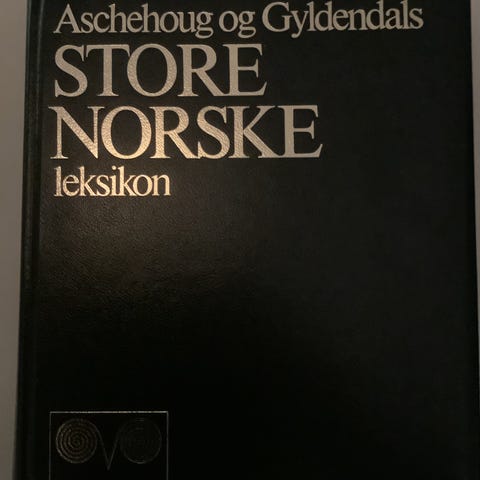 Aschehoug og Gyldendals
STORE
NORSKE
leksikon